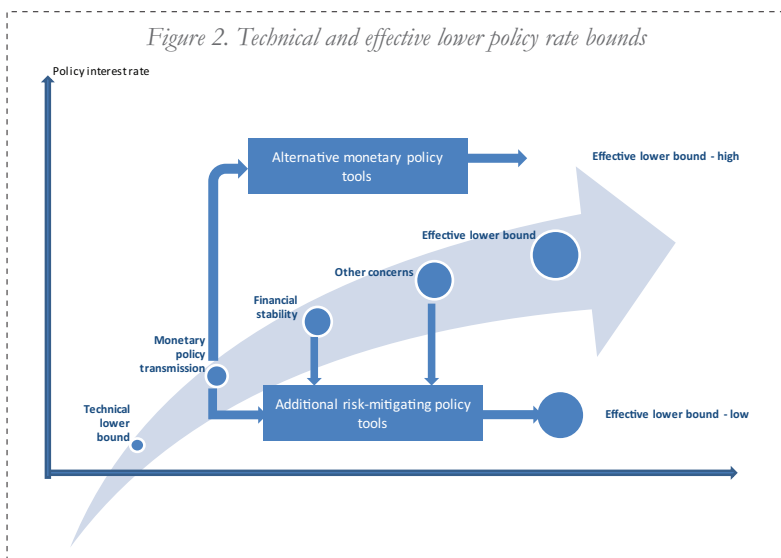 Figure 2. Technical and effective lower policy rate bounds
Policy interest rate
Alternative monetary policy
tools
Effective lower bound - high
Effective lower bound
Other concerns
Financial
stability
Monetary
policy
transmission
Additional risk-mitigating policy
tools
Effective lower bound - low
Technical
lower
bound